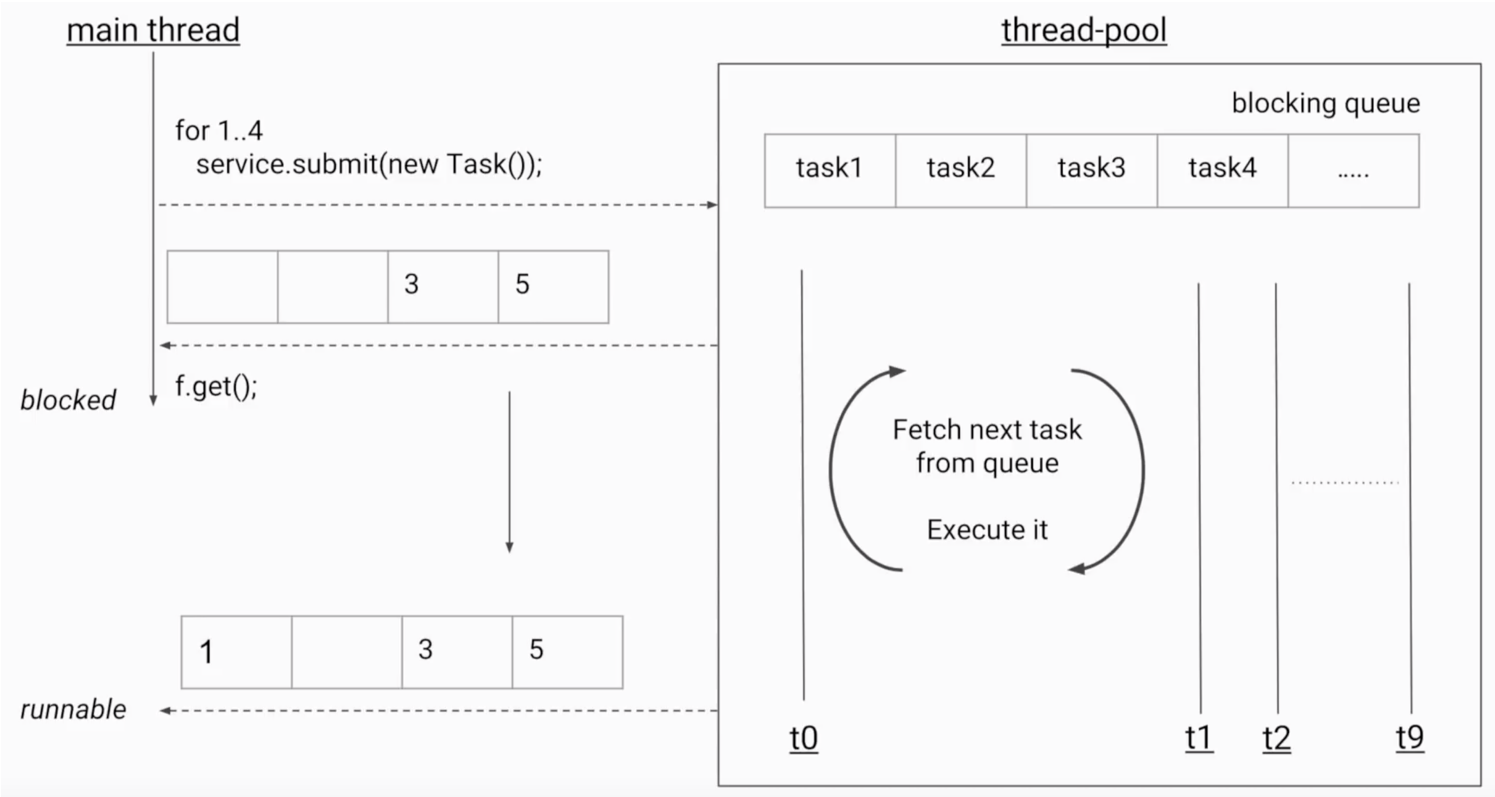 main thread
thread-pool
for 1..4
service.submit(new Task());
blocking queue
task1 task2 task3 task4 .....
3 5
blocked
f.get();
Fetch next task
from queue
Execute it
1 3 5
runnable
t0 t1 t2 t9